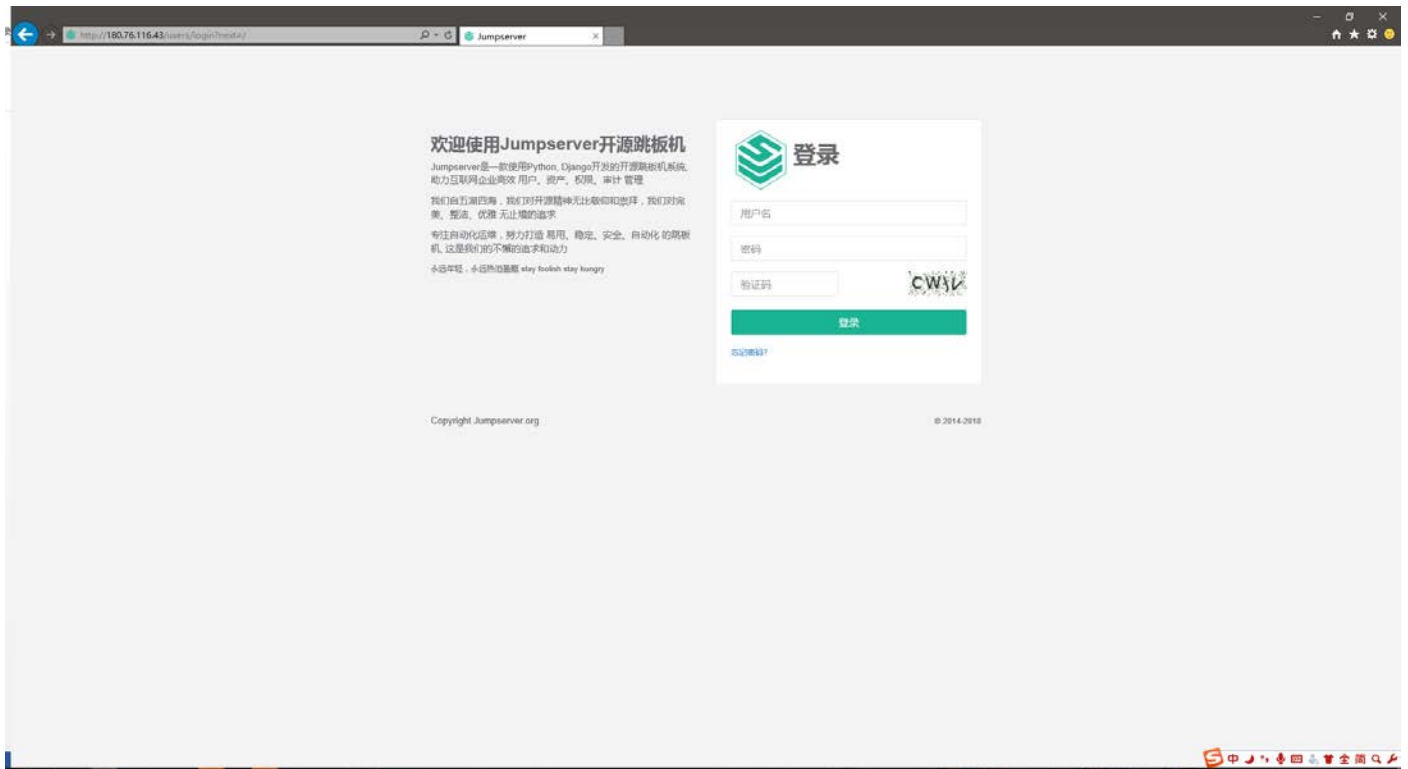 http://180.76.116.43/users/login?next=/
Jumpserver
欢迎使用Jumpserver开源跳板机
Jumpserver是一款使用Python, Django开发的开源跳板机系统,
助力互联网企业高效 用户、资产、权限、审计 管理
我们自五湖四海，我们对开源精神无比敬仰和崇拜，我们对完
美、整洁、优雅 无止境的追求
专注自动化运维，努力打造 易用、稳定、安全、自动化 的跳板
机, 这是我们的不懈的追求和动力
永远年轻，永远热泪盈眶 stay foolish stay hungry
登录
用户名
密码
验证码
登录
忘记密码?
Copyright Jumpserver.org
© 2014-2018
中
全
简